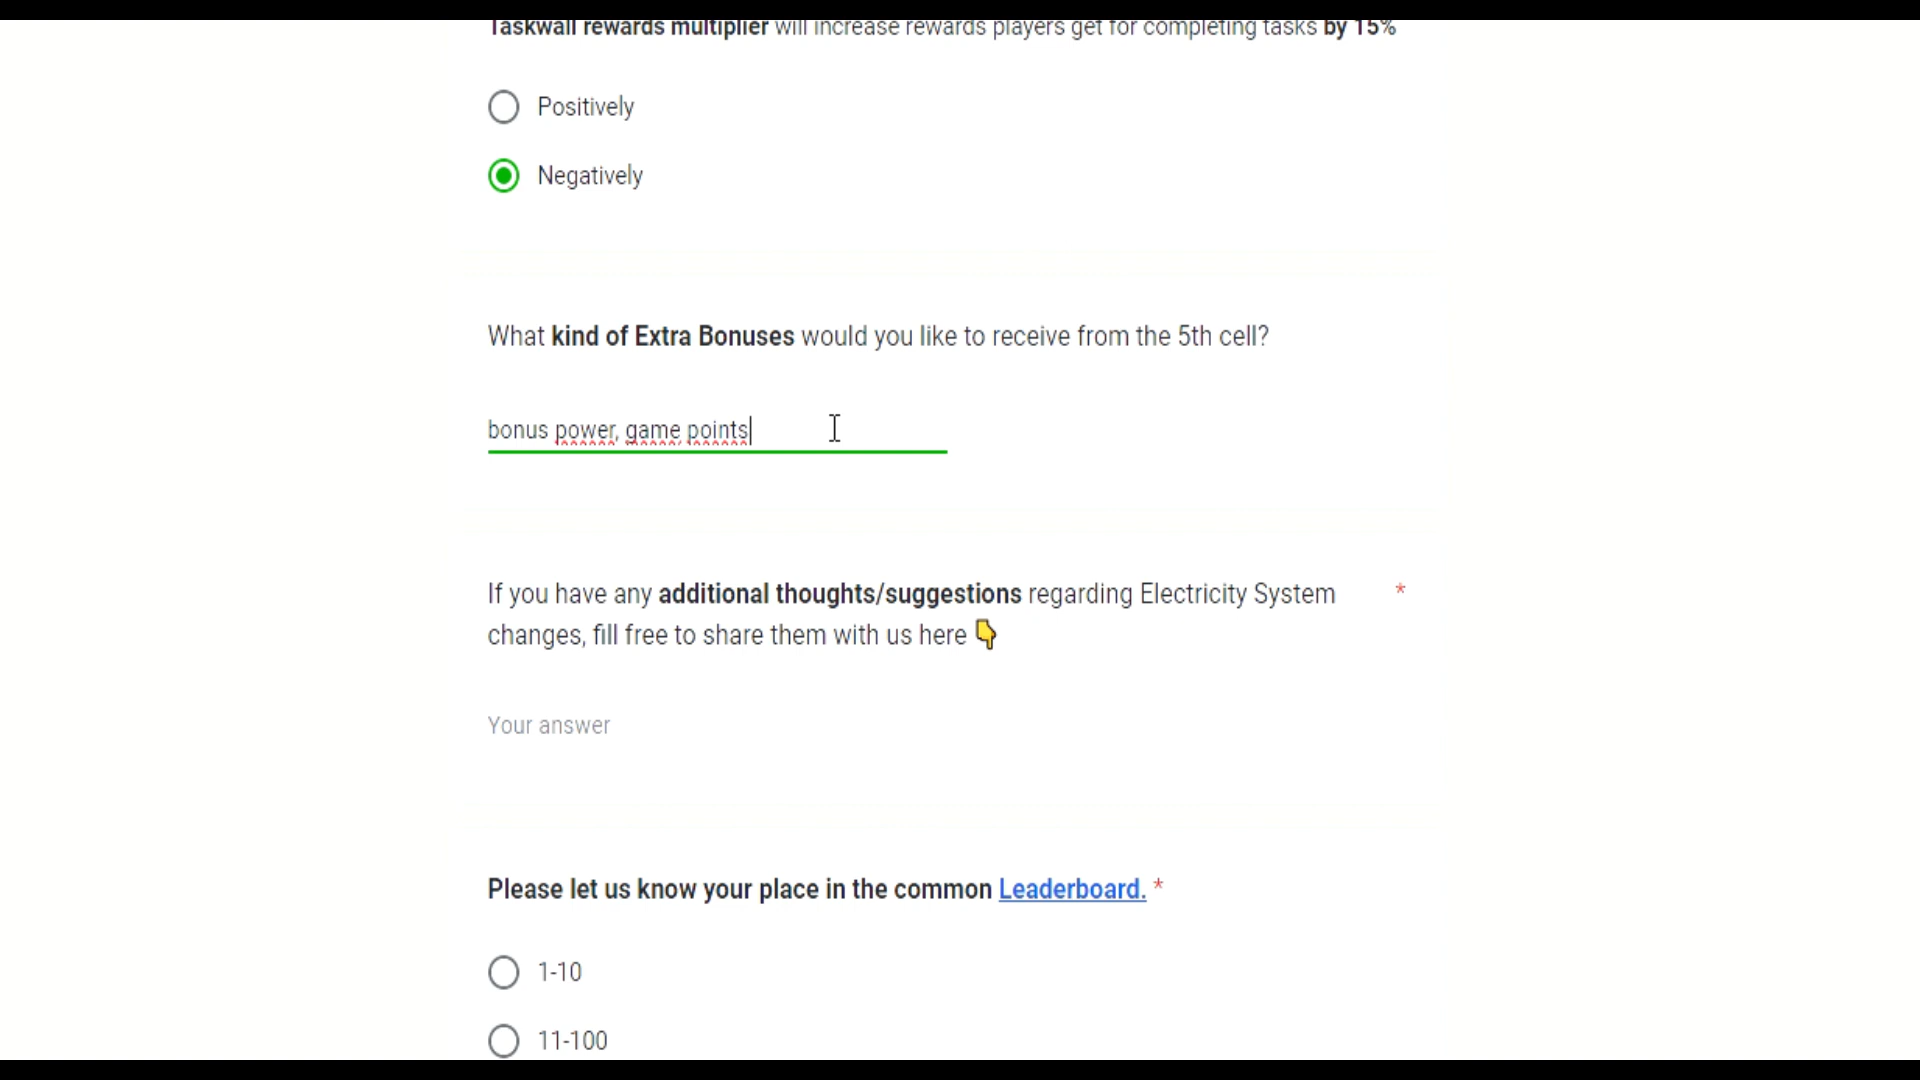 Taskwall rewards multiplier will increase rewards players get for completing tasks by 15%
Positively
Negatively
What kind of Extra Bonuses would you like to receive from the 5th cell?
bonus power, game points
If you have any additional thoughts/suggestions regarding Electricity System *
changes, fill free to share them with us here 👇
Your answer
Please let us know your place in the common Leaderboard. *
1-10
11-100